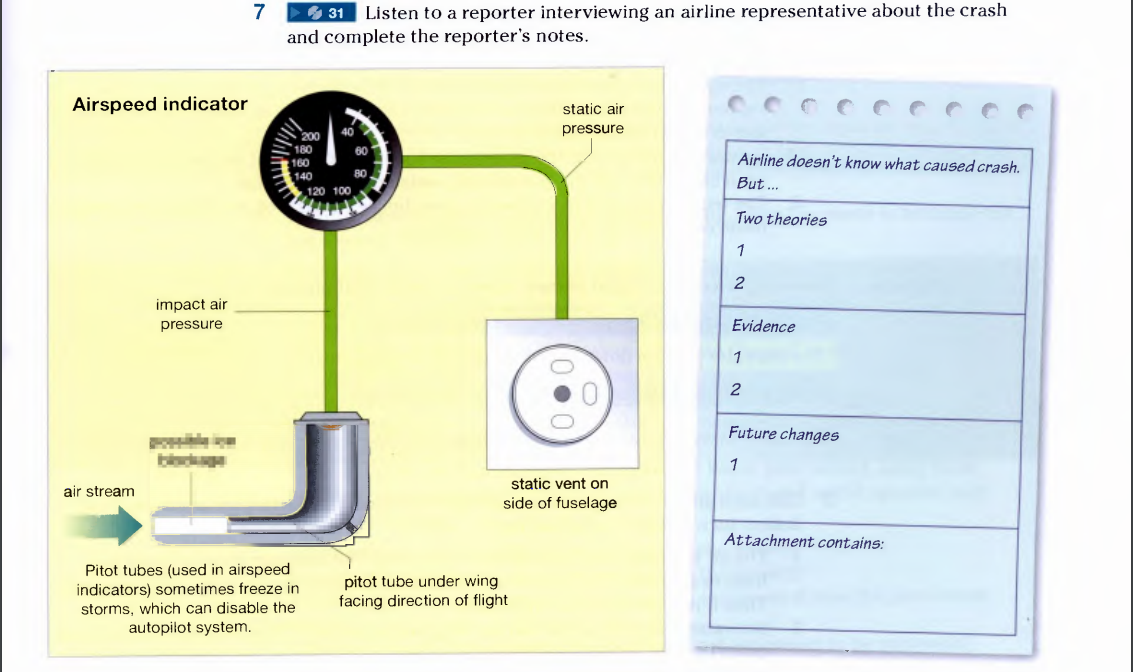 7 31 Listen to a reporter interviewing an airline representative about the crash
and complete the reporter's notes.
Airspeed indicator
static air
pressure
200
180
160
140
120
100
80
60
40
impact air
pressure
air stream
static vent on
side of fuselage
Pitot tubes (used in airspeed
indicators) sometimes freeze in
storms, which can disable the
autopilot system.
pitot tube under wing
facing direction of flight
Airline doesn't know what caused crash.
But ...
Two theories
1
2
Evidence
1
2
Future changes
1
Attachment contains: